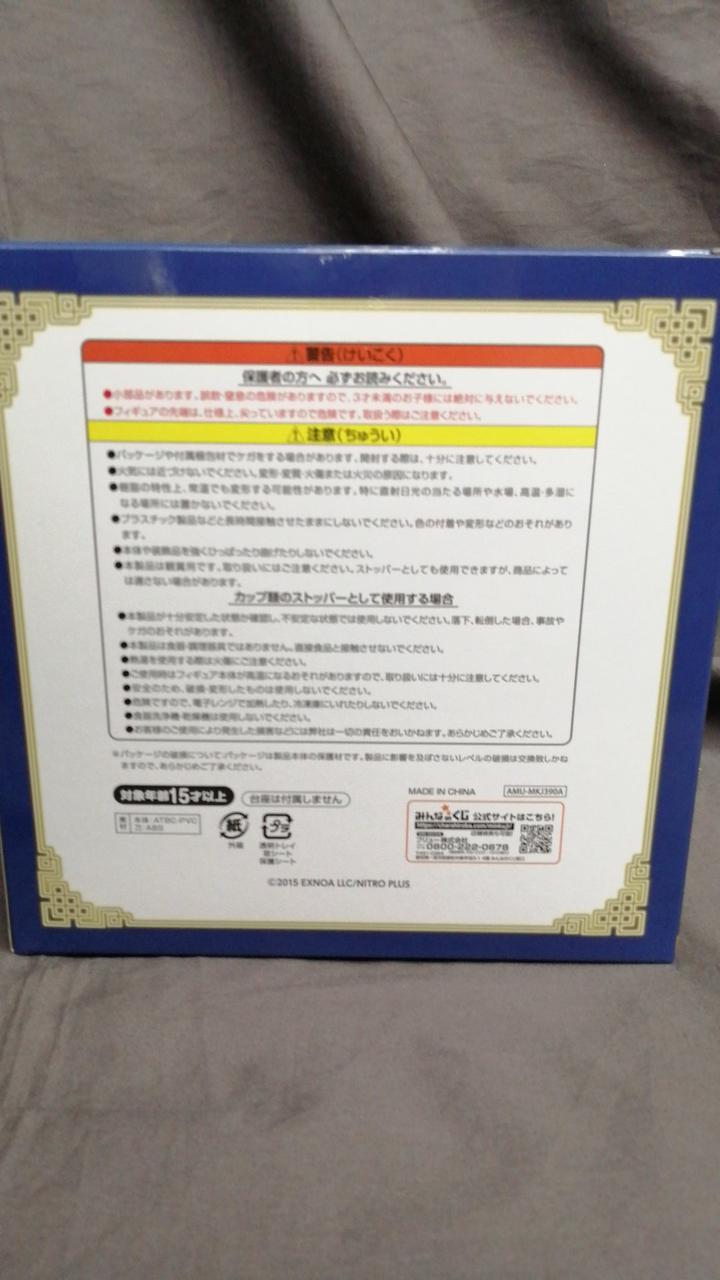 ⚠警告(けいこく)
保護者の方へ 必ずお読みください。
●小部品があります。誤飲・窒息の危険がありますので、3才未満のお子様には絶対に与えないでください。
●フィギュアの先端は、仕様上、尖っていますので危険です。取扱う際はご注意ください。
⚠注意(ちゅうい)
●パッケージや付属梱包材でケガをする場合があります。開封する際は、十分に注意してください。
●火気には近づけないでください。変形・変質・火傷または火災の原因になります。
●樹脂の特性上、常温でも変形する可能性があります。特に直射日光の当たる場所や水場、高温・多湿に
なる場所には置かないでください。
●プラスチック製品などと長時間接触させたままにしないでください。色の付着や変形などのおそれがあり
ます。
●本体や装飾品を強くひっぱったり曲げたりしないでください。
●本製品は観賞用です。取り扱いにはご注意ください。ストッパーとしても使用できますが、商品によって
は適さない場合があります。
カップ麺のストッパーとして使用する場合
●本製品が十分安定した状態か確認し、不安定な状態では使用しないでください。落下、転倒した場合、事故や
ケガのおそれがあります。
●本製品は食器・調理器具ではありません。直接食品と接触させないでください。
●熱湯を使用する際は火傷にご注意ください。
●ご使用時はフィギュア本体が高温になるおそれがありますので、取り扱いには十分に注意してください。
●安全のため、破損・変形したものは使用しないでください。
●危険ですので、電子レンジで加熱したり、冷凍庫にいれたりしないでください。
●食器洗浄機・乾燥機は使用しないでください。
●お客様のご使用により発生した損害などには弊社は一切の責任をおいかねます。あらかじめご了承ください。
※パッケージの破損について:パッケージは製品本体の保護材です。製品に影響を及ぼさないレベルの破損は交換致しかね
ますので、あらかじめご了承ください。
対象年齢15才以上
台座は付属しません
MADE IN CHINA
AMU-MKJ390A
素材
本体:ATBC-PVC
刀:ABS
紙
外箱
プラ
透明トレイ
保護シート
みんなのくじ 公式サイトはこちら!
フリュー株式会社
0800-222-0878
©2015 EXNOA LLC/NITRO PLUS